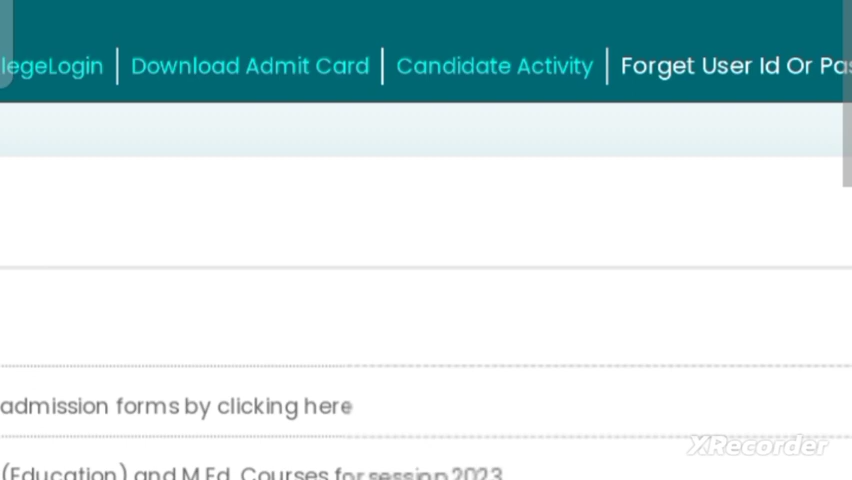 legeLogin | Download Admit Card | Candidate Activity | Forget User Id Or Pas
admission forms by clicking here
(Education) and M.Ed. Courses for session 2023
XRecorder